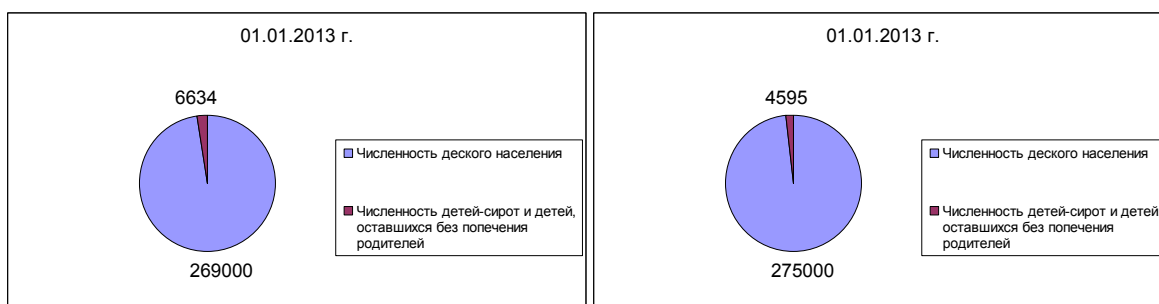 01.01.2013 г.
6634
Численность деского населения
Численность детей-сирот и детей,
оставшихся без попечения
родителей
269000
01.01.2013 г.
4595
Численность деского населения
Численность детей-сирот и детей,
оставшихся без попечения
родителей
275000